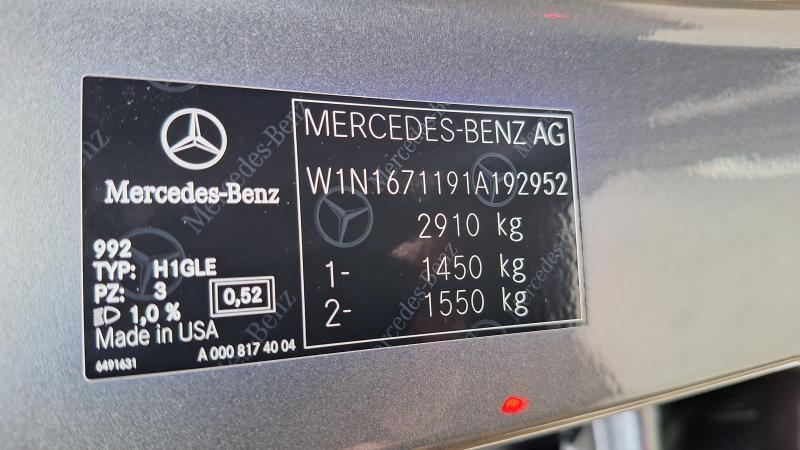 Mercedes-Benz
992
TYP: H1GLE
PZ: 3
0,52
1,0 %
Made in USA
6491631
A 000 817 40 04
MERCEDES-BENZ AG
W1N1671191A192952
2910 kg
1- 1450 kg
2- 1550 kg